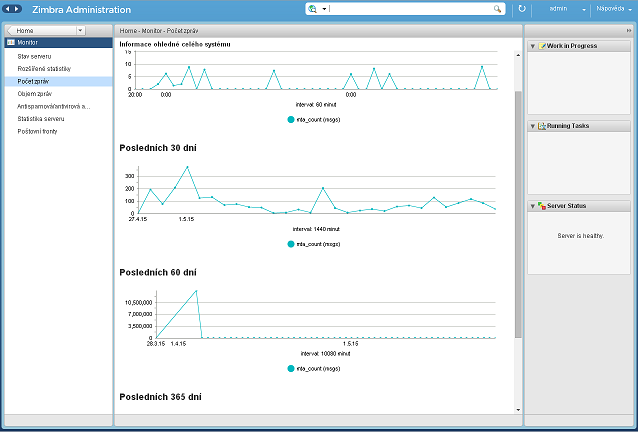 Zimbra Administration
admin
Nápověda
Home
Home - Monitor - Počet zpráv
Monitor
Stav serveru
Rozšířené statistiky
Počet zpráv
Objem zpráv
Antispamová/antivirová a...
Statistika serveru
Poštovní fronty
Informace ohledně celého systému
15
10
5
0
20:00 0:00 0:00
interval: 60 minut
mta_count (msgs)
Posledních 30 dní
300
200
100
0
27.4.15 1.5.15
interval: 1440 minut
mta_count (msgs)
Posledních 60 dní
10,500,000
7,000,000
3,500,000
0
28.3.15 1.4.15 1.5.15
interval: 10080 minut
mta_count (msgs)
Posledních 365 dní
Work in Progress
Running Tasks
Server Status
Server is healthy.